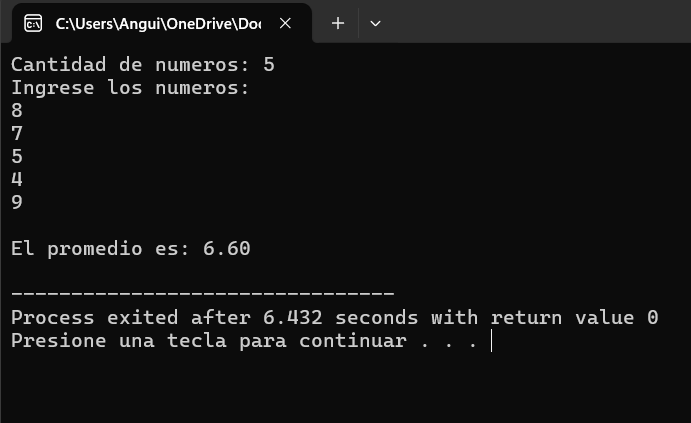 C:\Users\Angui\OneDrive\Doc
Cantidad de numeros: 5
Ingrese los numeros:
8
7
5
4
9
El promedio es: 6.60
--------------------------------
Process exited after 6.432 seconds with return value 0
Presione una tecla para continuar . . .